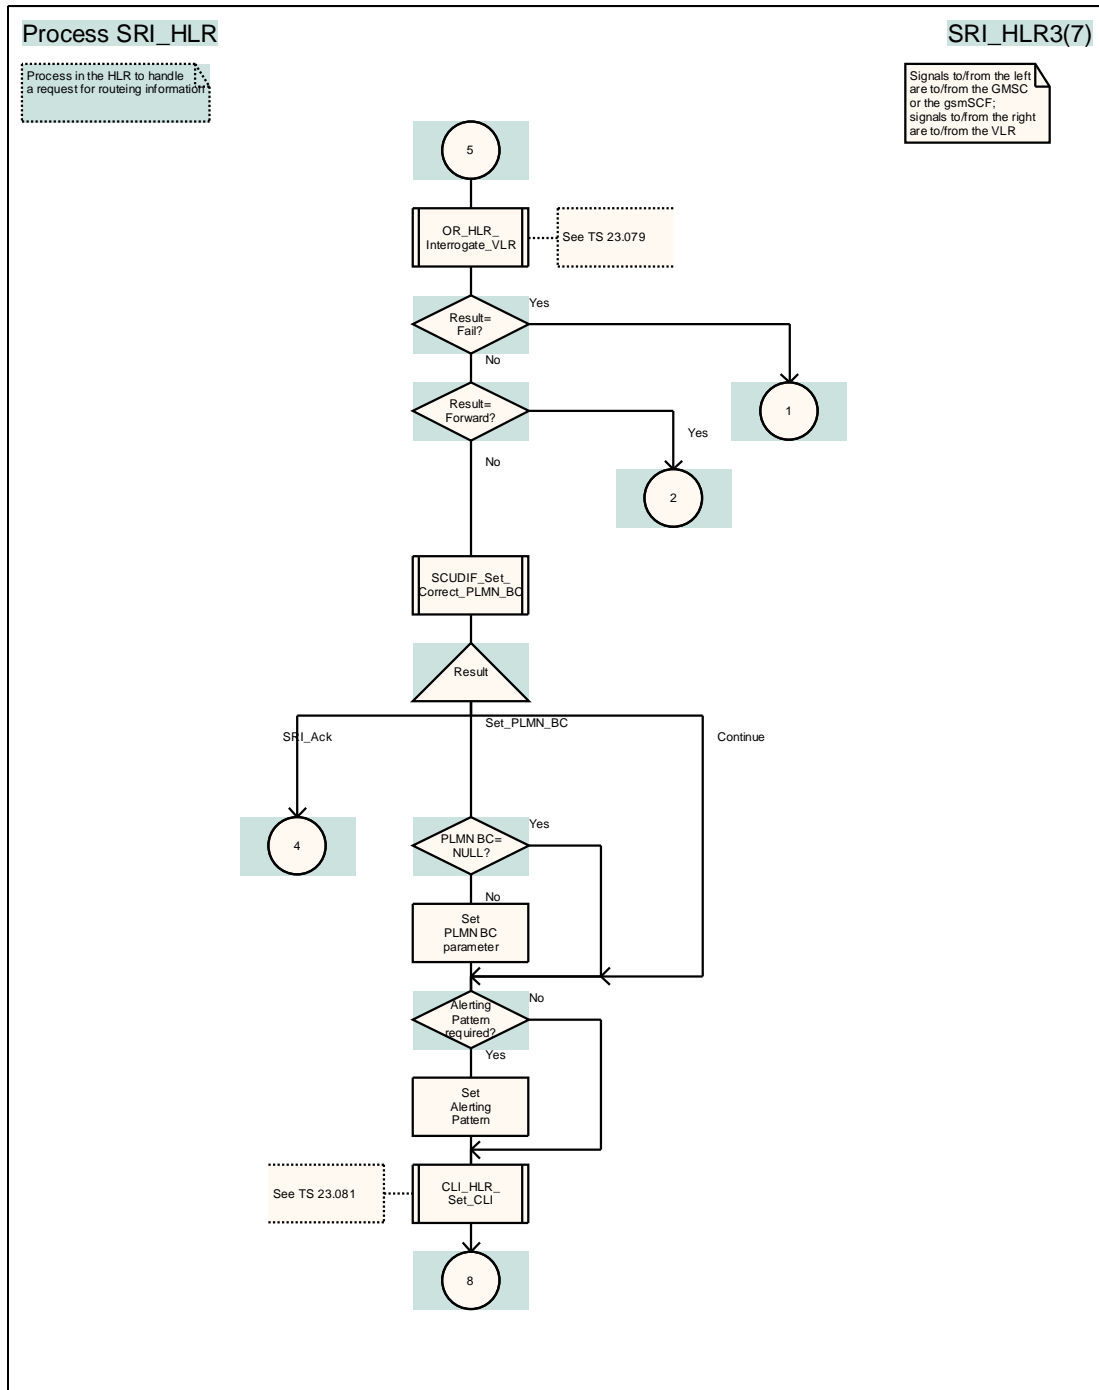 Process SRI_HLR
SRI_HLR3(7)
Process in the HLR to handle
a request for routeing information
Signals to/from the left
are to/from the GMSC
or the gsmSCF;
signals to/from the right
are to/from the VLR
5
OR_HLR_
Interrogate_VLR
See TS 23.079
Result=
Fail?
Yes
No
1
Result=
Forward?
Yes
No
2
SCUDIF_Set_
Correct_PLMN_BC
Result
SRI_Ack
Set_PLMN_BC
Continue
4
PLMN BC=
NULL?
Yes
No
Set
PLMN BC
parameter
Alerting
Pattern
required?
No
Yes
Set
Alerting
Pattern
See TS 23.081
CLI_HLR_
Set_CLI
8